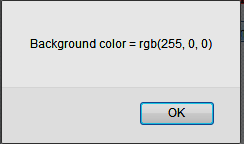 Background color = rgb(255, 0, 0)
OK